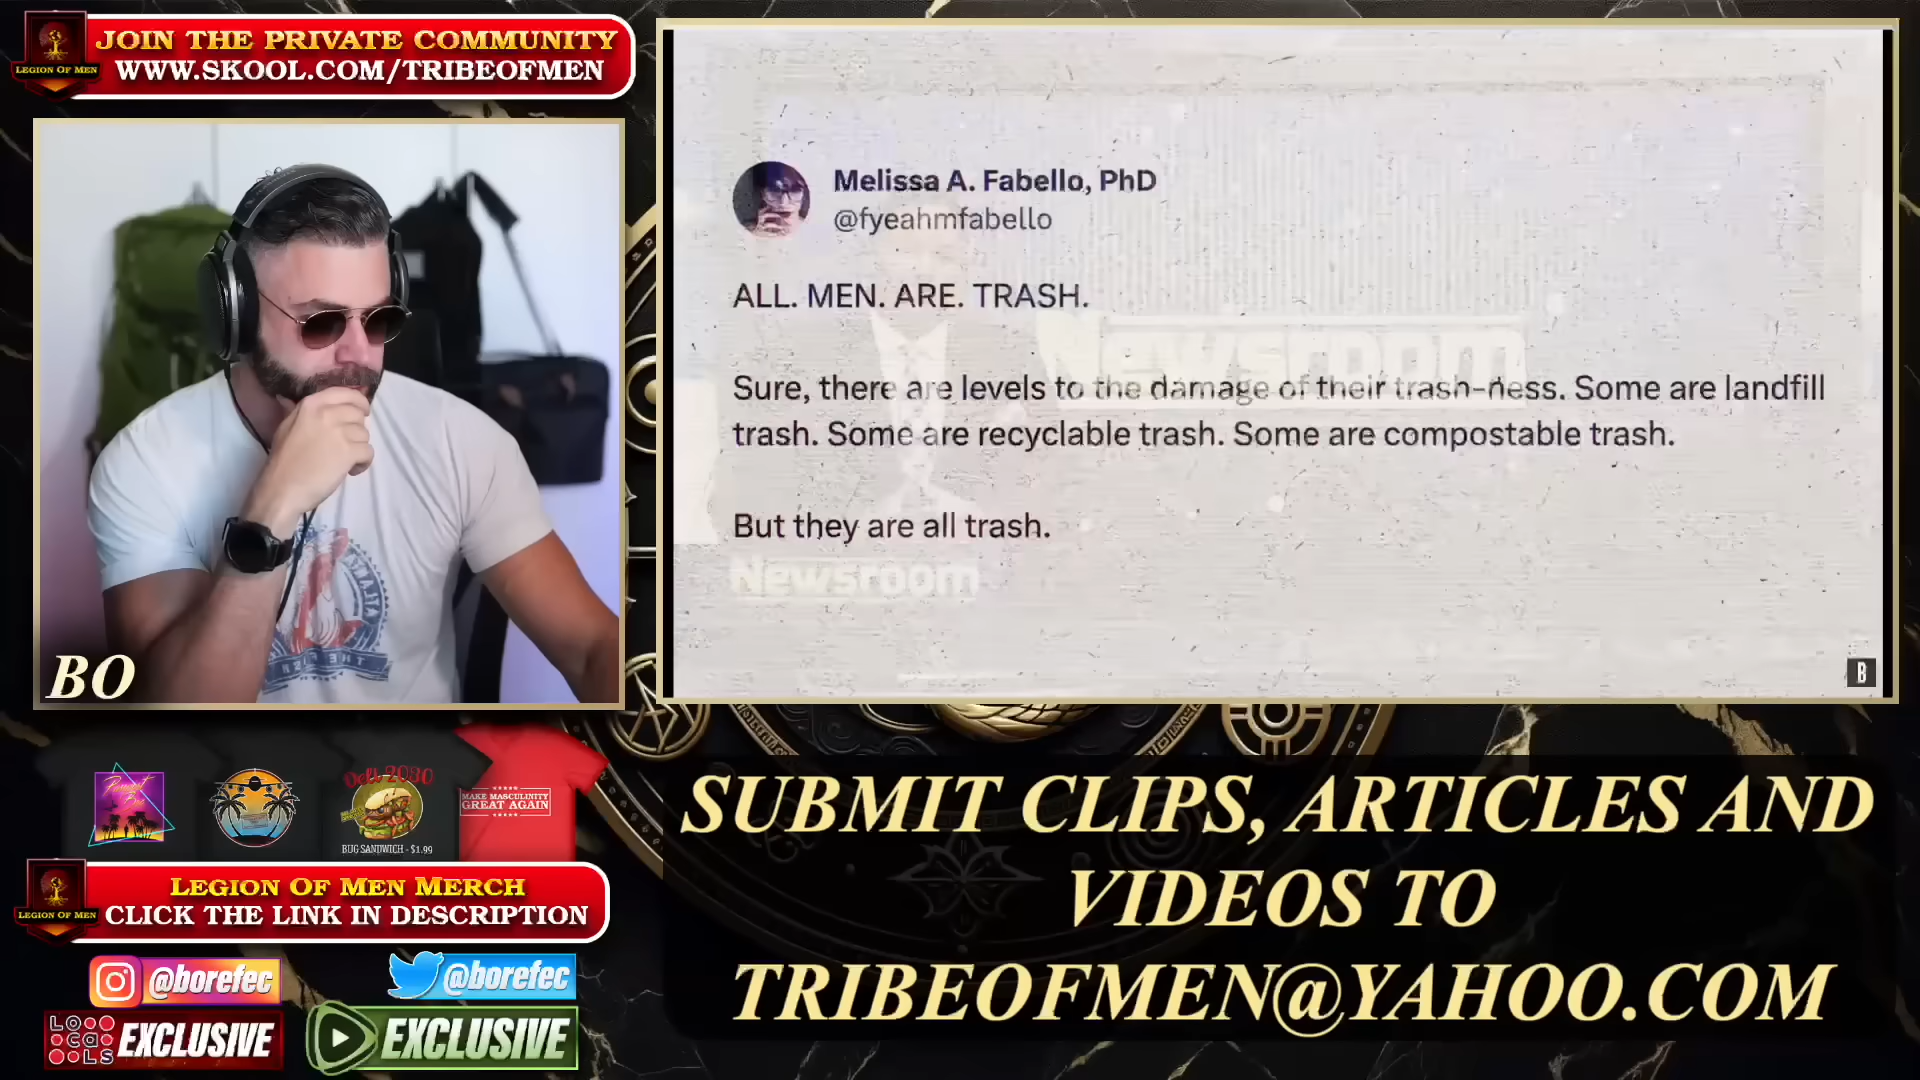 JOIN THE PRIVATE COMMUNITY
WWW.SKOOL.COM/TRIBEOFMEN
LEGION OF MEN
Melissa A. Fabello, PhD
@fyeahmfabello
ALL. MEN. ARE. TRASH.
Sure, there are levels to the damage of their trash-ness. Some are landfill
trash. Some are recyclable trash. Some are compostable trash.
But they are all trash.
Newsroom
Newsroom
B
BO
BUG SANDWICH - $1.99
MAKE MASCULINITY
GREAT AGAIN
LEGION OF MEN MERCH
CLICK THE LINK IN DESCRIPTION
LEGION OF MEN
@borefec
@borefec
LOCALS
EXCLUSIVE
EXCLUSIVE
SUBMIT CLIPS, ARTICLES AND
VIDEOS TO
TRIBEOFMEN@YAHOO.COM